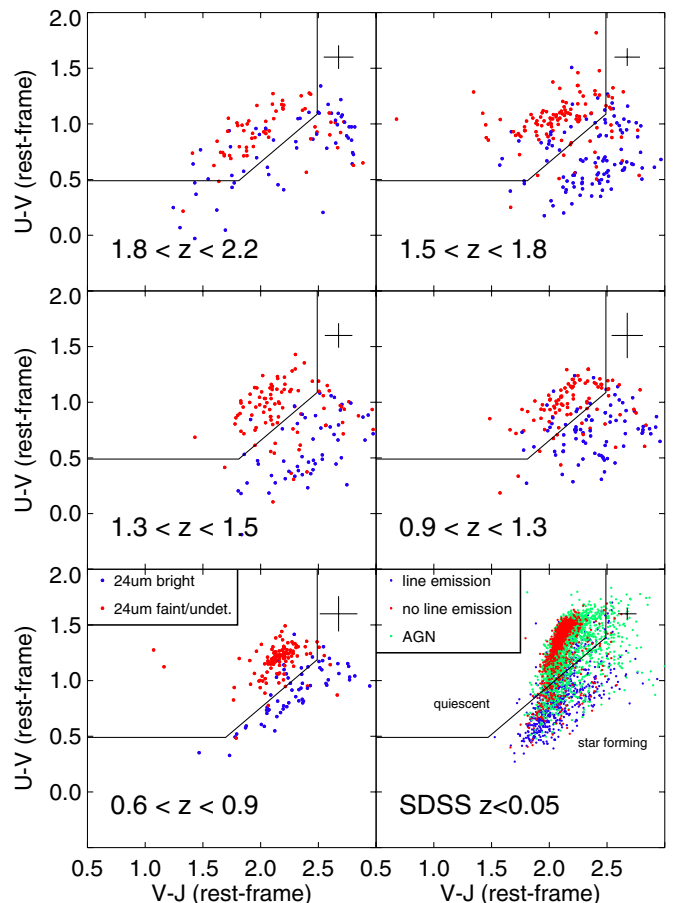 2.0
1.5
1.0
0.5
0.0
U-V (rest-frame)
1.8 < z < 2.2
1.5 < z < 1.8
2.0
1.5
1.0
0.5
0.0
U-V (rest-frame)
1.3 < z < 1.5
0.9 < z < 1.3
2.0
1.5
1.0
0.5
0.0
U-V (rest-frame)
24um bright
24um faint/undet.
0.6 < z < 0.9
line emission
no line emission
AGN
quiescent
star forming
SDSS z<0.05
0.5 1.0 1.5 2.0 2.5
0.5 1.0 1.5 2.0 2.5 3.0
V-J (rest-frame)
V-J (rest-frame)